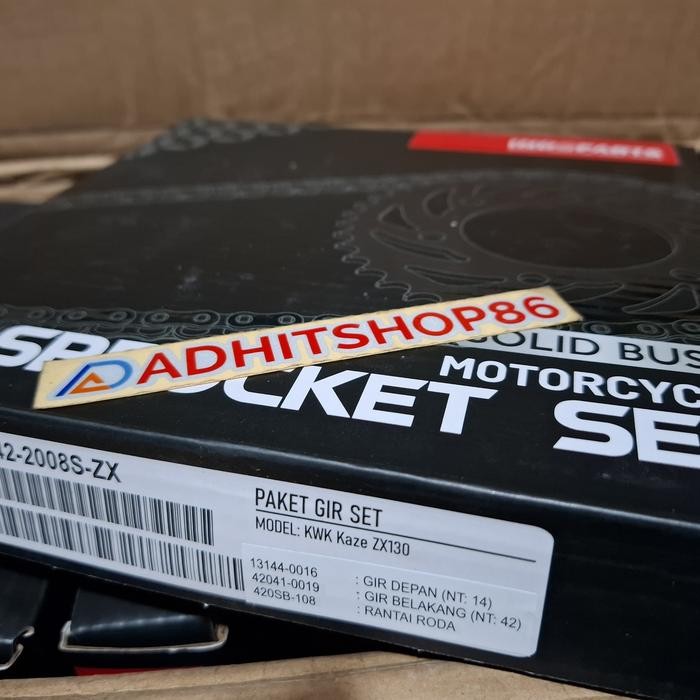 ADHITSHOP86
SOLID BUS
MOTORCYC
SPROCKET SE
42-2008S-ZX
PAKET GIR SET
MODEL: KWK Kaze ZX130
13144-0016 : GIR DEPAN (NT: 14)
42041-0019 : GIR BELAKANG (NT: 42)
420SB-108 : RANTAI RODA